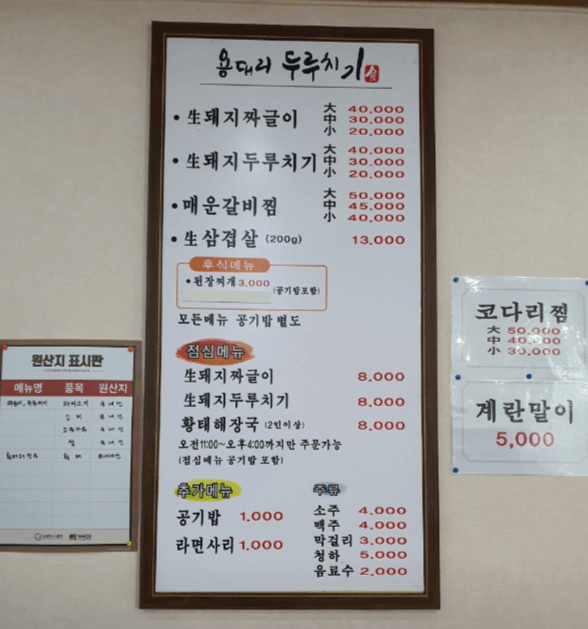 용대리 두루치기
• 生돼지짜글이 大 40,000
中 30,000
小 20,000
• 生돼지두루치기 大 40,000
中 30,000
小 20,000
• 매운갈비찜 大 50,000
中 45,000
小 40,000
• 生삼겹살 (200g) 13,000
후식메뉴
• 된장찌개 3,000
(공기밥포함)
모든메뉴 공기밥 별도
점심메뉴
生돼지짜글이 8,000
生돼지두루치기 8,000
황태해장국 (2인이상) 8,000
오전11:00~오후4:00까지만 주문가능
(점심메뉴 공기밥 포함)
추가메뉴
공기밥 1,000
라면사리 1,000
주류
소주 4,000
맥주 4,000
막걸리 3,000
청하 5,000
음료수 2,000
원산지 표시판
메뉴명 품목 원산지
코다리찜
大 50,000
中 40,000
小 30,000
계란말이
5,000